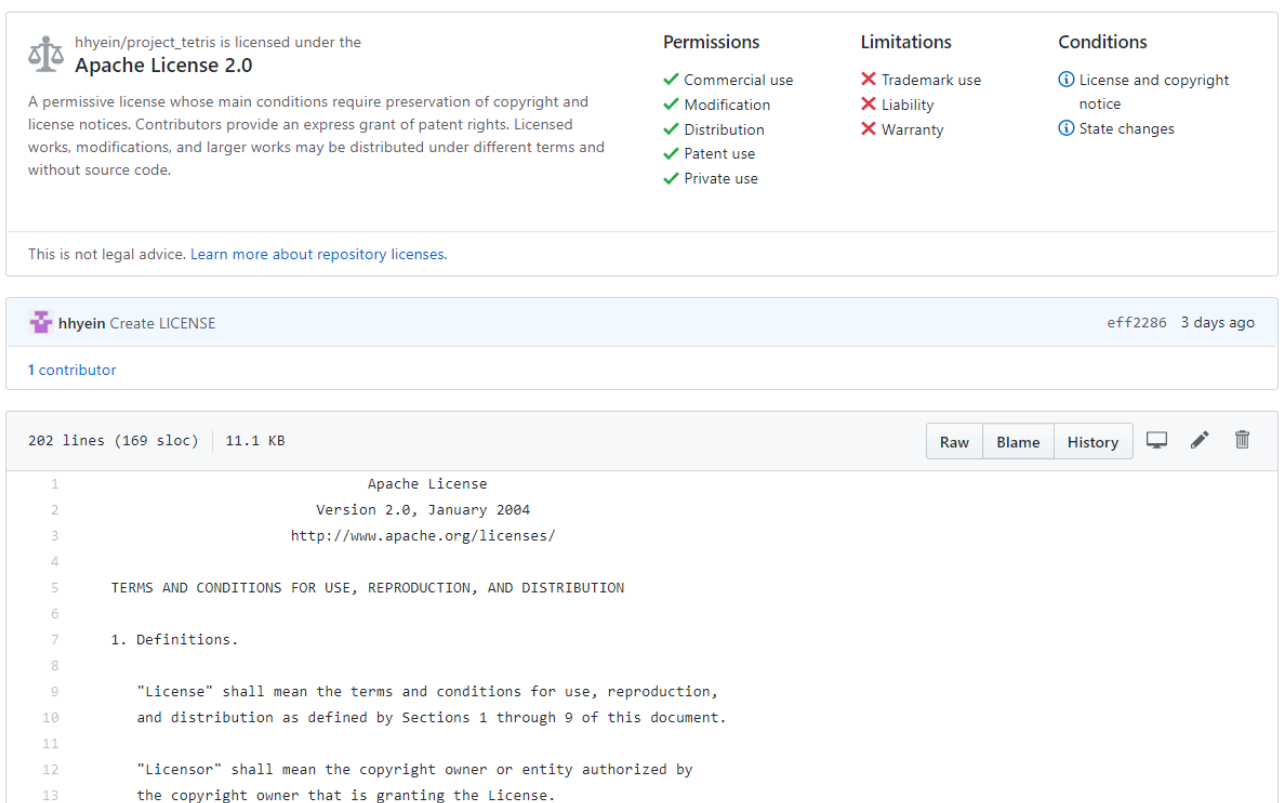 hhyein/project_tetris is licensed under the
Apache License 2.0
A permissive license whose main conditions require preservation of copyright and
license notices. Contributors provide an express grant of patent rights. Licensed
works, modifications, and larger works may be distributed under different terms and
without source code.
Permissions
Commercial use
Modification
Distribution
Patent use
Private use
Limitations
Trademark use
Liability
Warranty
Conditions
License and copyright
notice
State changes
This is not legal advice. Learn more about repository licenses.
hhyein Create LICENSE
eff2286 3 days ago
1 contributor
202 lines (169 sloc) 11.1 KB
Raw Blame History
1 Apache License
2 Version 2.0, January 2004
3 http://www.apache.org/licenses/
4
5 TERMS AND CONDITIONS FOR USE, REPRODUCTION, AND DISTRIBUTION
6
7 1. Definitions.
8
9 "License" shall mean the terms and conditions for use, reproduction,
10 and distribution as defined by Sections 1 through 9 of this document.
11
12 "Licensor" shall mean the copyright owner or entity authorized by
13 the copyright owner that is granting the License.